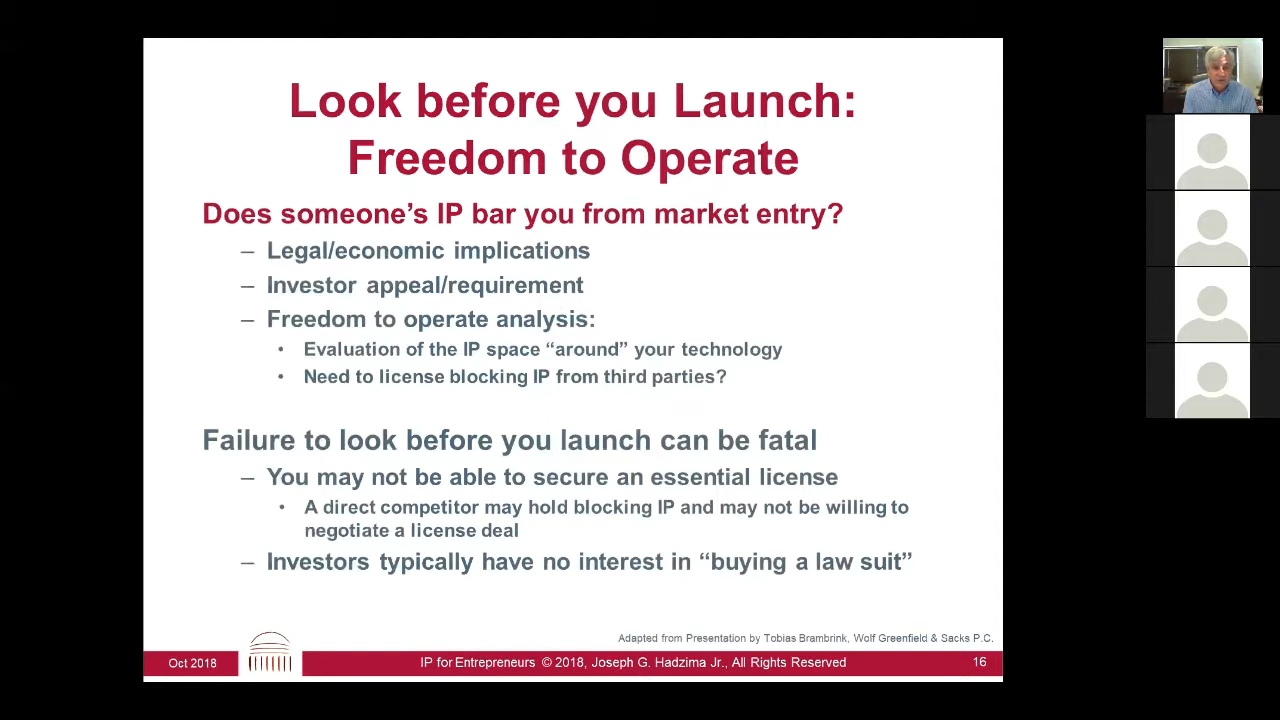 Look before you Launch:
Freedom to Operate
Does someone’s IP bar you from market entry?
– Legal/economic implications
– Investor appeal/requirement
– Freedom to operate analysis:
• Evaluation of the IP space “around” your technology
• Need to license blocking IP from third parties?
Failure to look before you launch can be fatal
– You may not be able to secure an essential license
• A direct competitor may hold blocking IP and may not be willing to
negotiate a license deal
– Investors typically have no interest in “buying a law suit”
Adapted from Presentation by Tobias Brambrink, Wolf Greenfield & Sacks P.C.
Oct 2018
IP for Entrepreneurs © 2018, Joseph G. Hadzima Jr., All Rights Reserved
16